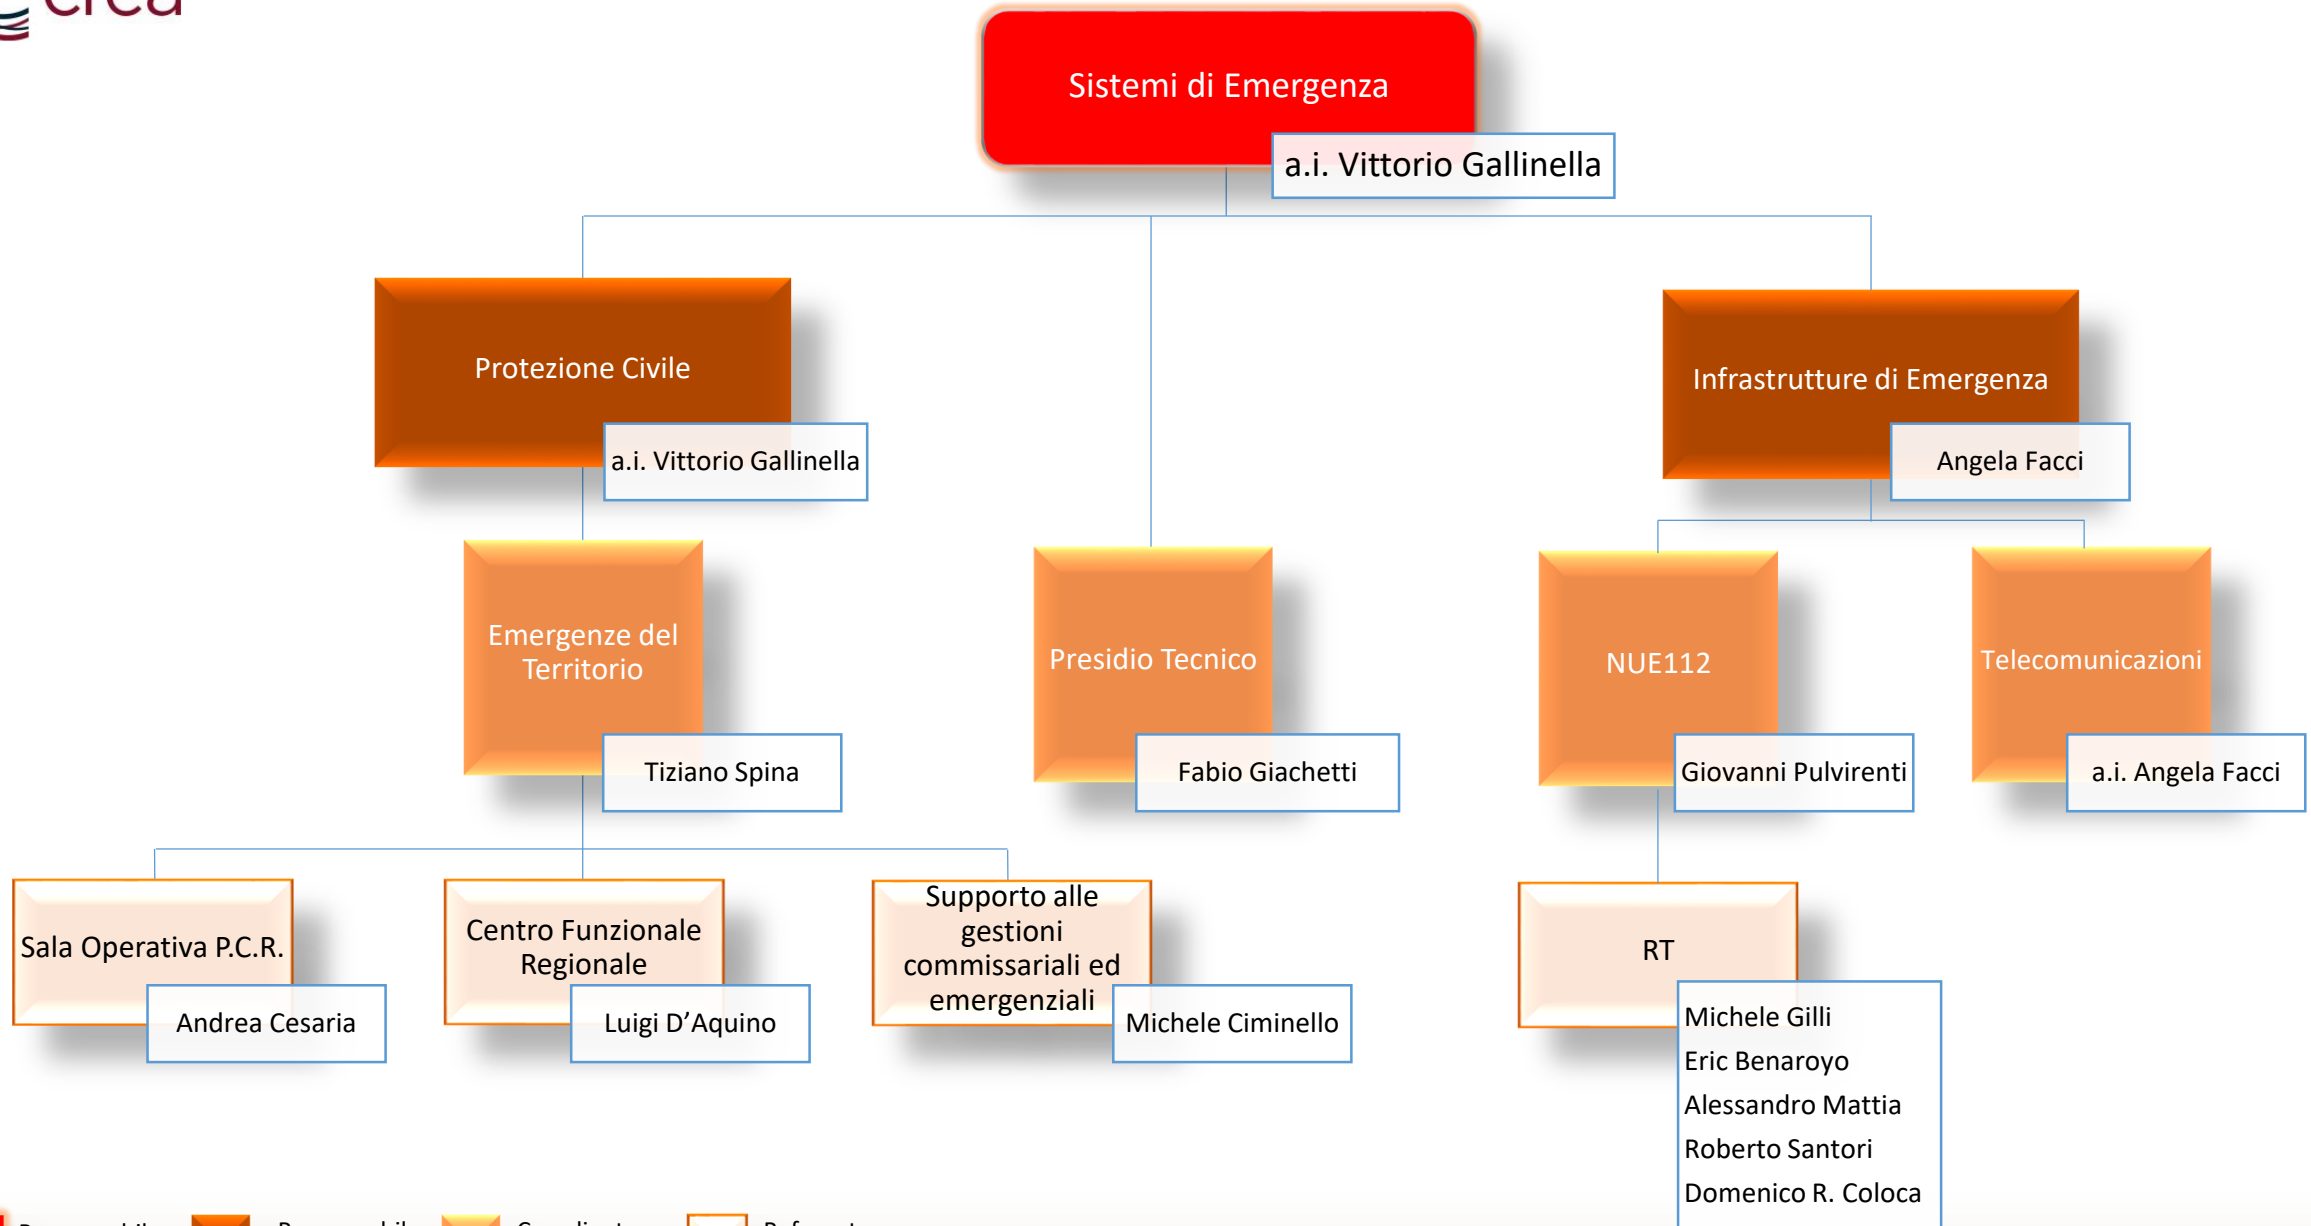 Sistemi di Emergenza
a.i. Vittorio Gallinella
Protezione Civile
a.i. Vittorio Gallinella
Infrastrutture di Emergenza
Angela Facci
Emergenze del
Territorio
Tiziano Spina
Presidio Tecnico
Fabio Giachetti
NUE112
Giovanni Pulvirenti
Telecomunicazioni
a.i. Angela Facci
Sala Operativa P.C.R.
Andrea Cesaria
Centro Funzionale
Regionale
Luigi D’Aquino
Supporto alle
gestioni
commissariali ed
emergenziali
Michele Ciminello
RT
Michele Gilli
Eric Benaroyo
Alessandro Mattia
Roberto Santori
Domenico R. Coloca